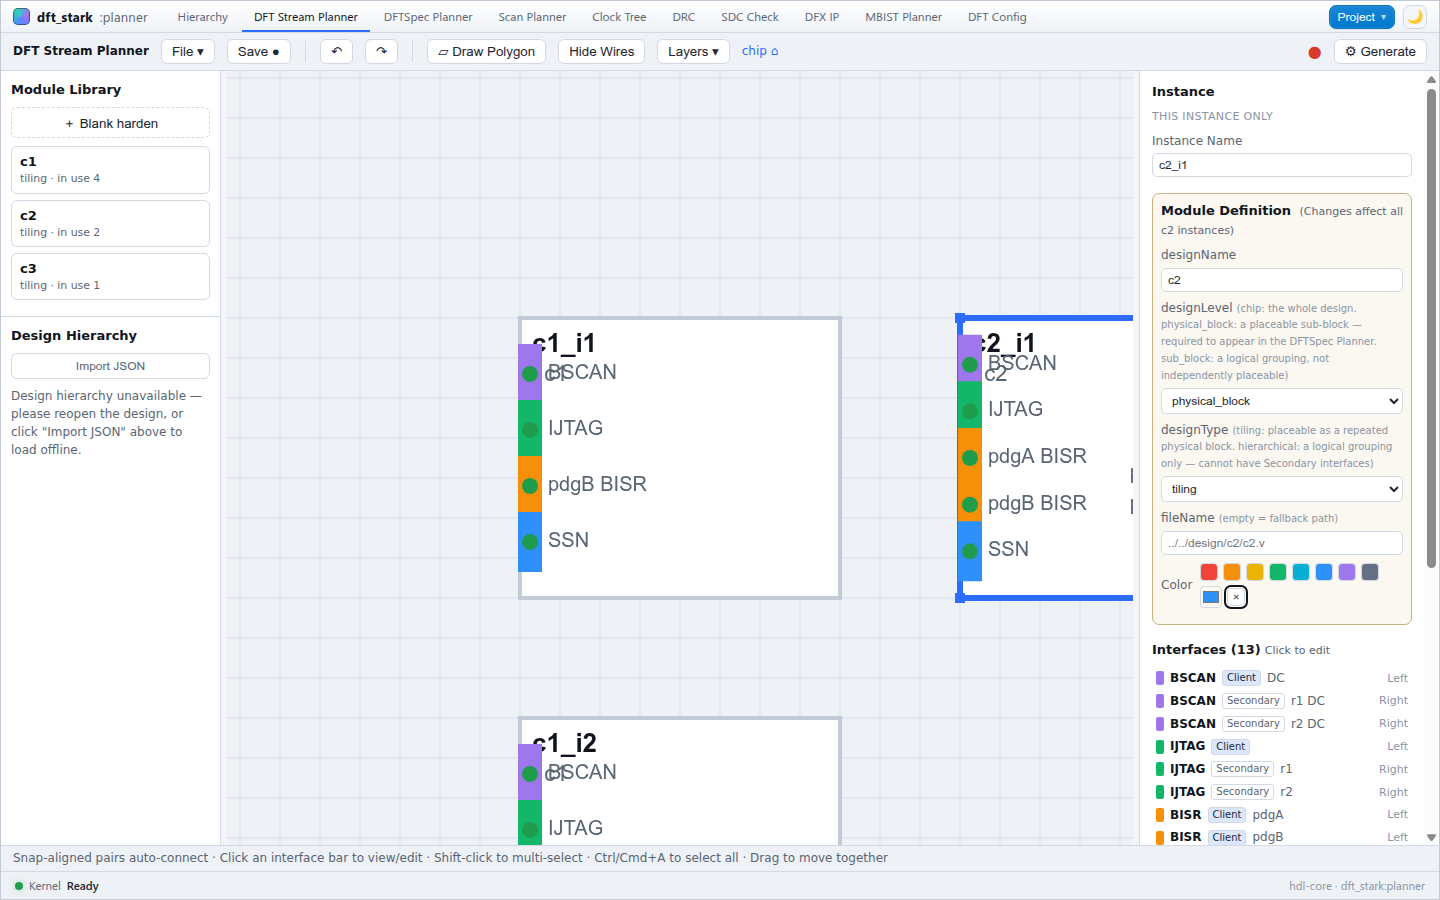 dft_stark :planner
Hierarchy
DFT Stream Planner
DFTSpec Planner
Scan Planner
Clock Tree
DRC
SDC Check
DFX IP
MBIST Planner
DFT Config
Project ▾
DFT Stream Planner
File ▾
Save ●
↶
↷
▱ Draw Polygon
Hide Wires
Layers ▾
chip ⌂
⚙ Generate
Module Library
+ Blank harden
c1
tiling · in use 4
c2
tiling · in use 2
c3
tiling · in use 1
Design Hierarchy
Import JSON
Design hierarchy unavailable —
please reopen the design, or
click "Import JSON" above to
load offline.
c1_i1
c1
BSCAN
IJTAG
pdgB BISR
SSN
c2_i1
c2
BSCAN
IJTAG
pdgA BISR
pdgB BISR
SSN
c1_i2
c1
BSCAN
IJTAG
Instance
THIS INSTANCE ONLY
Instance Name
c2_i1
Module Definition (Changes affect all
c2 instances)
designName
c2
designLevel (chip: the whole design.
physical_block: a placeable sub-block —
required to appear in the DFTSpec Planner.
sub_block: a logical grouping, not
independently placeable)
physical_block
designType (tiling: placeable as a repeated
physical block. hierarchical: a logical grouping
only — cannot have Secondary interfaces)
tiling
fileName (empty = fallback path)
../../design/c2/c2.v
Color
×
Interfaces (13) Click to edit
BSCAN Client DC Left
BSCAN Secondary r1 DC Right
BSCAN Secondary r2 DC Right
IJTAG Client Left
IJTAG Secondary r1 Right
IJTAG Secondary r2 Right
BISR Client pdgA Left
BISR Client pdgB Left
Snap-aligned pairs auto-connect · Click an interface bar to view/edit · Shift-click to multi-select · Ctrl/Cmd+A to select all · Drag to move together
Kernel Ready
hdl-core · dft_stark:planner